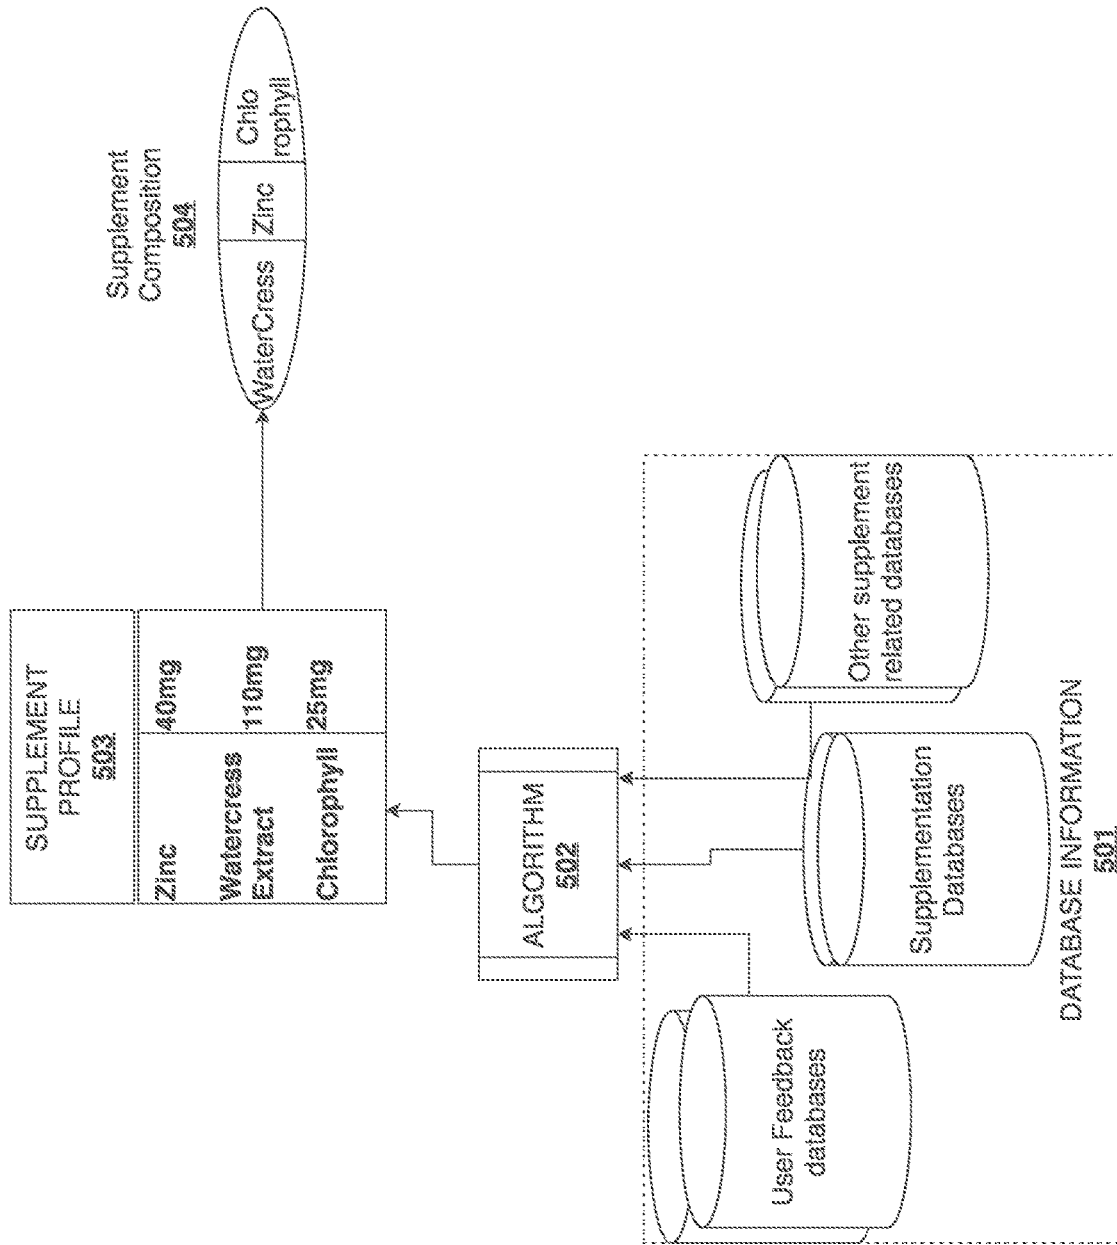 SUPPLEMENT
PROFILE
503
Zinc 40mg
Watercress
Extract 110mg
Chlorophyll 25mg
Supplement
Composition
504
WaterCress
Zinc
Chlo
rophyll
ALGORITHM
502
User Feedback
databases
Supplementation
Databases
Other supplement
related databases
DATABASE INFORMATION
501